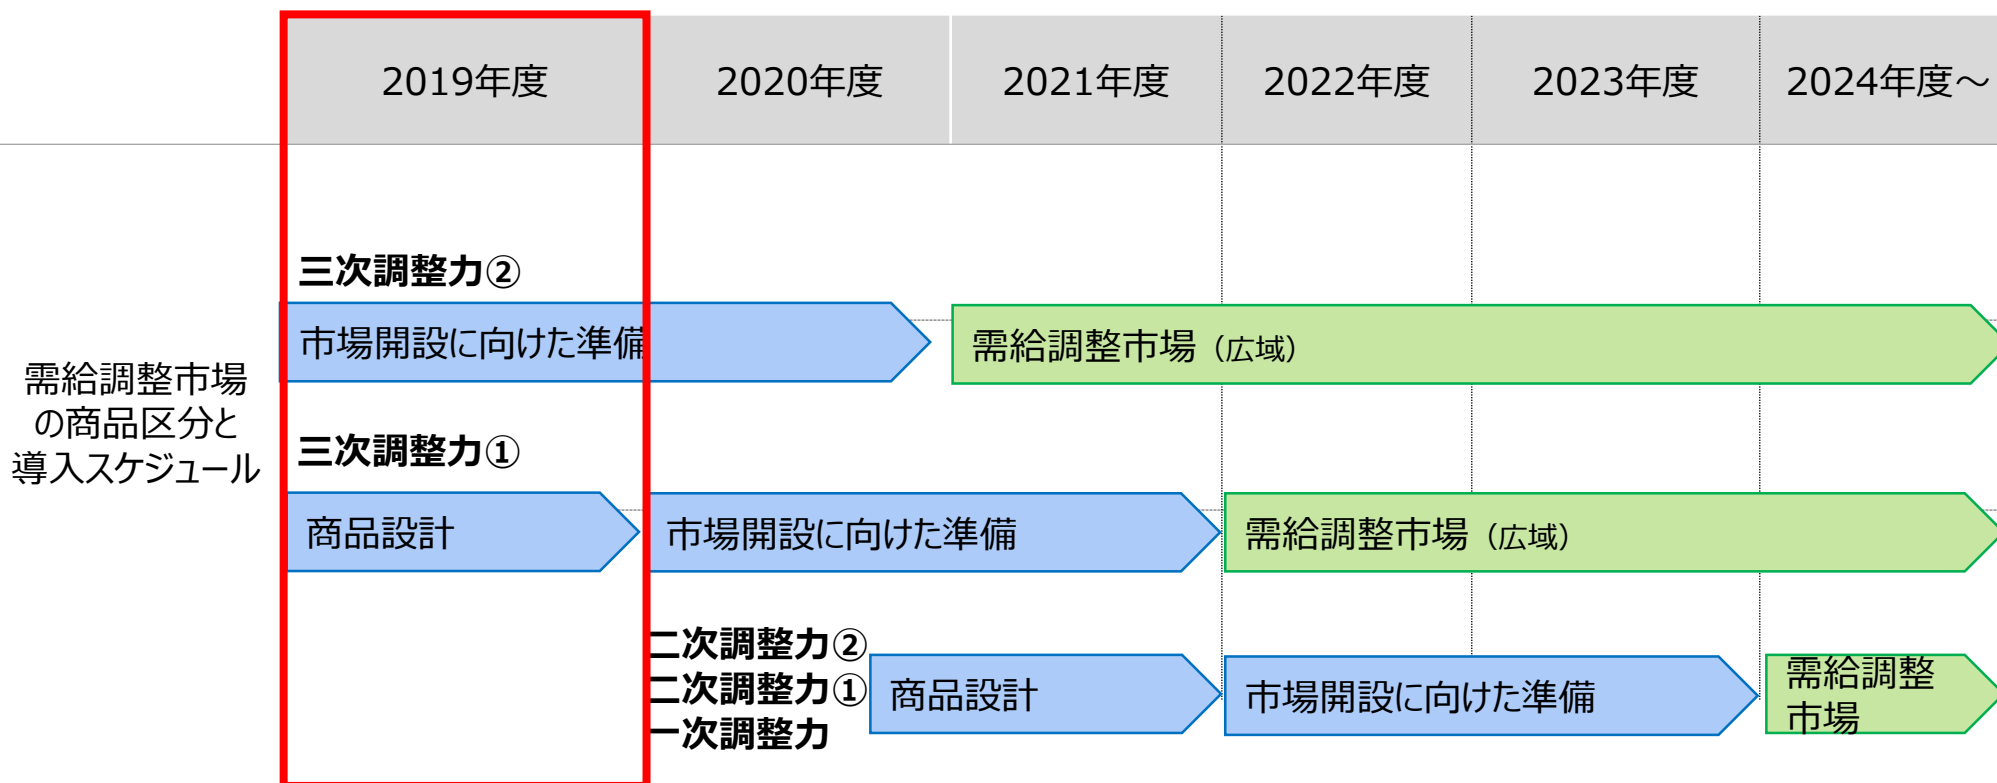 2019年度
2020年度
2021年度
2022年度
2023年度
2024年度～
需給調整市場
の商品区分と
導入スケジュール
三次調整力②
市場開設に向けた準備
需給調整市場（広域）
三次調整力①
商品設計
市場開設に向けた準備
需給調整市場（広域）
二次調整力②
二次調整力①
一次調整力
商品設計
市場開設に向けた準備
需給調整
市場